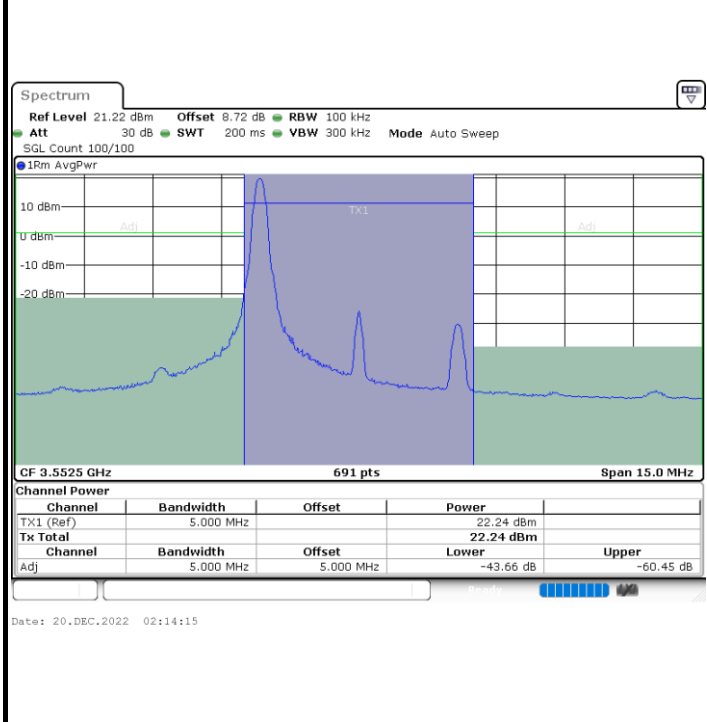 Spectrum
Ref Level 21.22 dBm Offset 8.72 dB RBW 100 kHz
Att 30 dB SWT 200 ms VBW 300 kHz Mode Auto Sweep
SGL Count 100/100
1Rm AvgPwr
10 dBm
TX1
Adj Adj
0 dBm
-10 dBm
-20 dBm
CF 3.5525 GHz 691 pts Span 15.0 MHz
Channel Power
Channel Bandwidth Offset Power
TX1 (Ref) 5.000 MHz 22.24 dBm
Tx Total 22.24 dBm
Channel Bandwidth Offset Lower Upper
Adj 5.000 MHz 5.000 MHz -43.66 dB -60.45 dB
Ready
Date: 20.DEC.2022 02:14:15